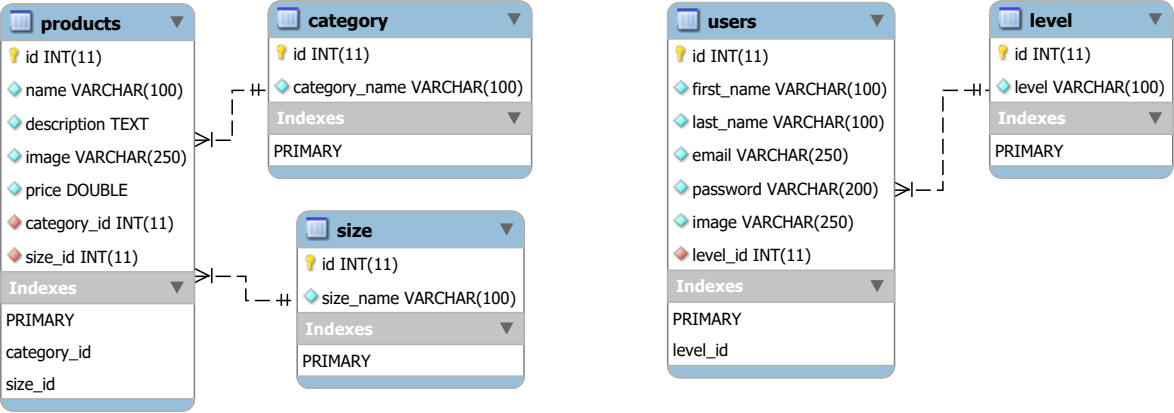 products
id INT(11)
name VARCHAR(100)
description TEXT
image VARCHAR(250)
price DOUBLE
category_id INT(11)
size_id INT(11)
Indexes
PRIMARY
category_id
size_id
category
id INT(11)
category_name VARCHAR(100)
Indexes
PRIMARY
size
id INT(11)
size_name VARCHAR(100)
Indexes
PRIMARY
users
id INT(11)
first_name VARCHAR(100)
last_name VARCHAR(100)
email VARCHAR(250)
password VARCHAR(200)
image VARCHAR(250)
level_id INT(11)
Indexes
PRIMARY
level_id
level
id INT(11)
level VARCHAR(100)
Indexes
PRIMARY